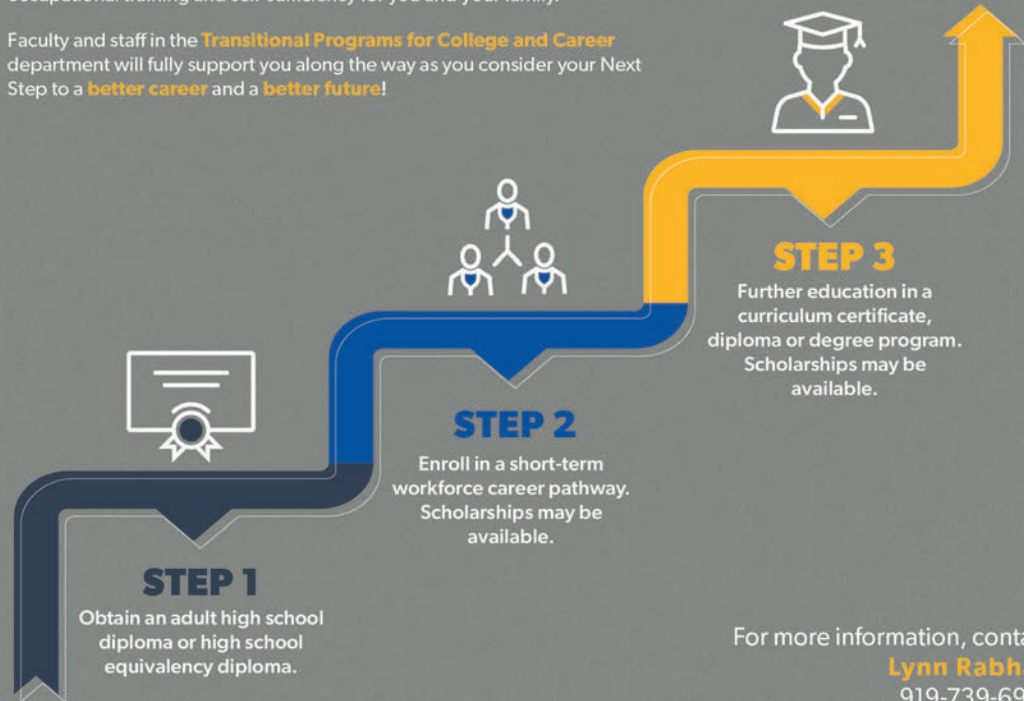 Faculty and staff in the Transitional Programs for College and Career
department will fully support you along the way as you consider your Next
Step to a better career and a better future!
STEP 1
Obtain an adult high school
diploma or high school
equivalency diploma.
STEP 2
Enroll in a short-term
workforce career pathway.
Scholarships may be
available.
STEP 3
Further education in a
curriculum certificate,
diploma or degree program.
Scholarships may be
available.
For more information,
Lynn
919-739-